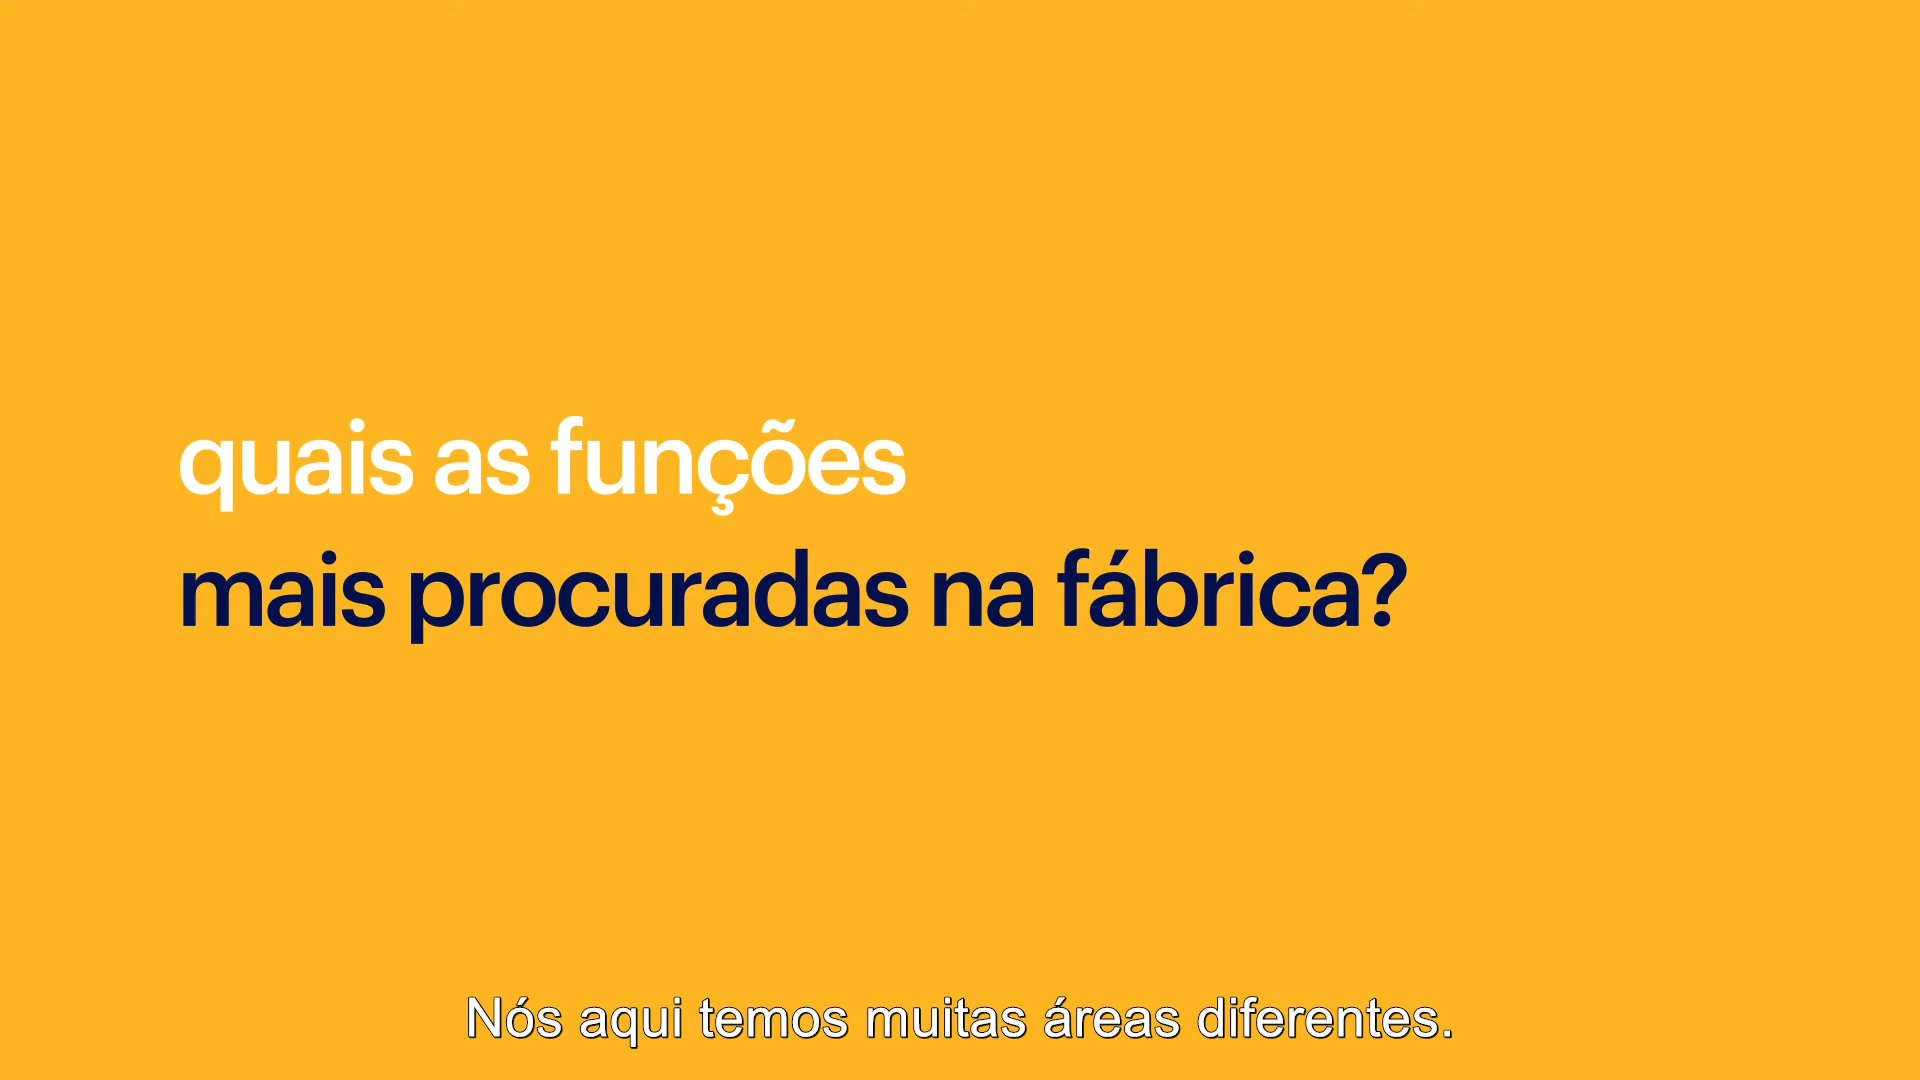 quais as funções
mais procuradas na fábrica?
Nós aqui temos muitas áreas diferentes.